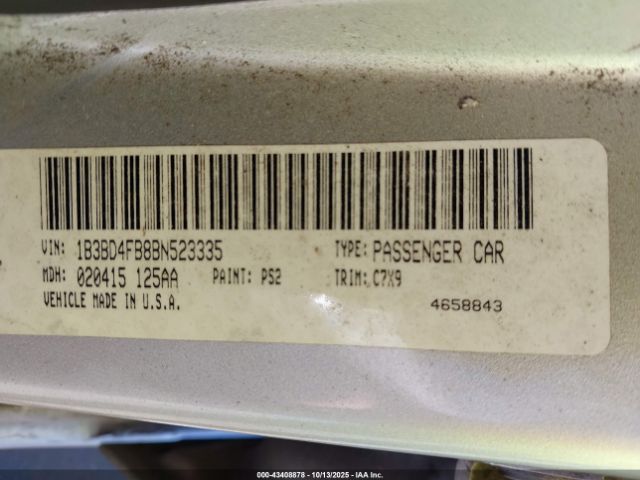 VIN: 1B3BD4FB8BN523335 TYPE: PASSENGER CAR
MDH: 020415 125AA PAINT: PS2 TRIM: C7X9
VEHICLE MADE IN U.S.A. 4658843
000-43408878 - 10/13/2025 - IAA Inc.